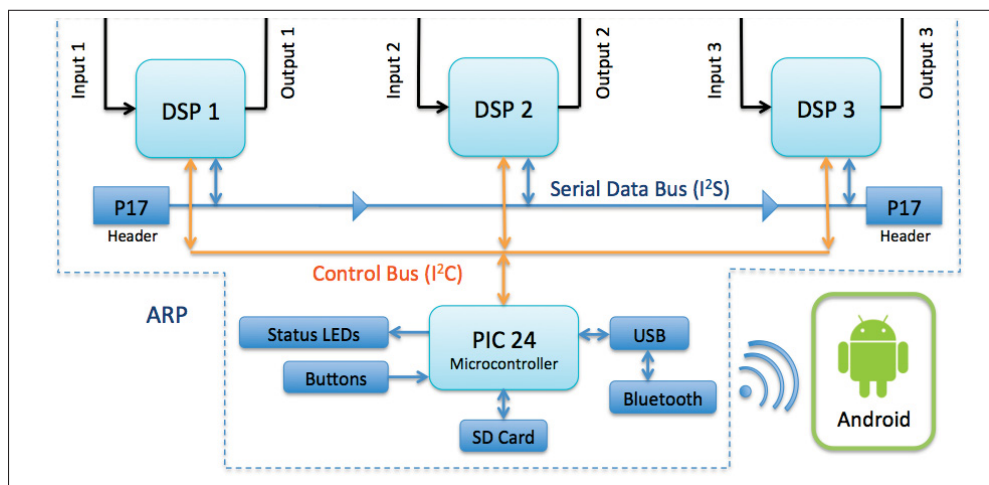 Input 1
Output 1
Input 2
Output 2
Input 3
Output 3
DSP 1
DSP 2
DSP 3
Serial Data Bus (I²S)
P17
Header
P17
Header
Control Bus (I²C)
ARP
Status LEDs
PIC 24
Microcontroller
USB
Buttons
Bluetooth
SD Card
Android